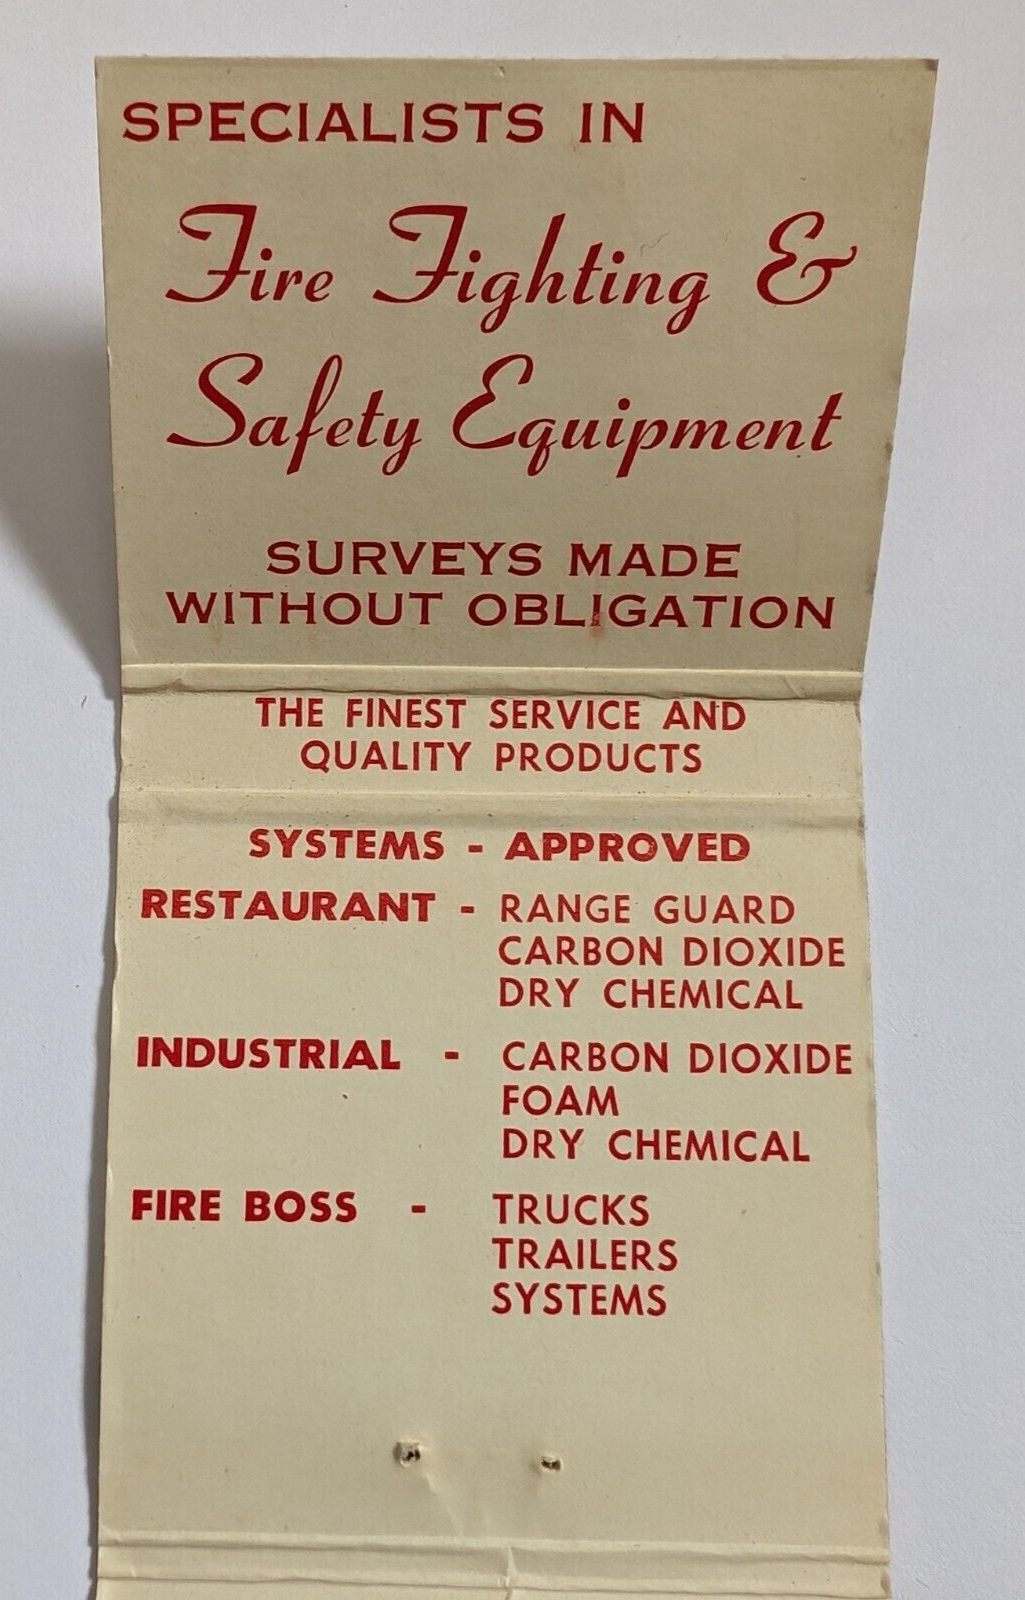 SPECIALISTS IN
Fire Fighting &
Safety Equipment
SURVEYS MADE
WITHOUT OBLIGATION
THE FINEST SERVICE AND
QUALITY PRODUCTS
SYSTEMS - APPROVED
RESTAURANT - RANGE GUARD
CARBON DIOXIDE
DRY CHEMICAL
INDUSTRIAL - CARBON DIOXIDE
FOAM
DRY CHEMICAL
FIRE BOSS - TRUCKS
TRAILERS
SYSTEMS